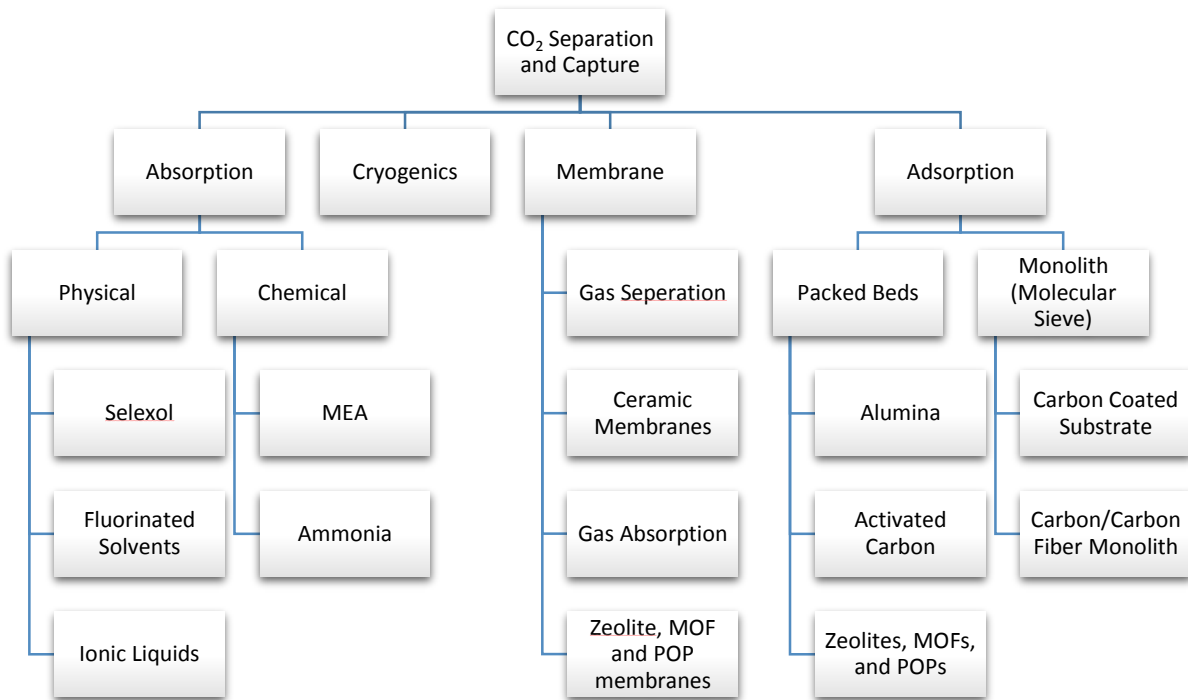 CO₂ Separation
and Capture
Absorption
Cryogenics
Membrane
Adsorption
Physical
Chemical
Gas Seperation
Packed Beds
Monolith
(Molecular
Sieve)
Selexol
MEA
Ceramic
Membranes
Alumina
Carbon Coated
Substrate
Fluorinated
Solvents
Ammonia
Gas Absorption
Activated
Carbon
Carbon/Carbon
Fiber Monolith
Ionic Liquids
Zeolite, MOF
and POP
membranes
Zeolites, MOFs,
and POPs